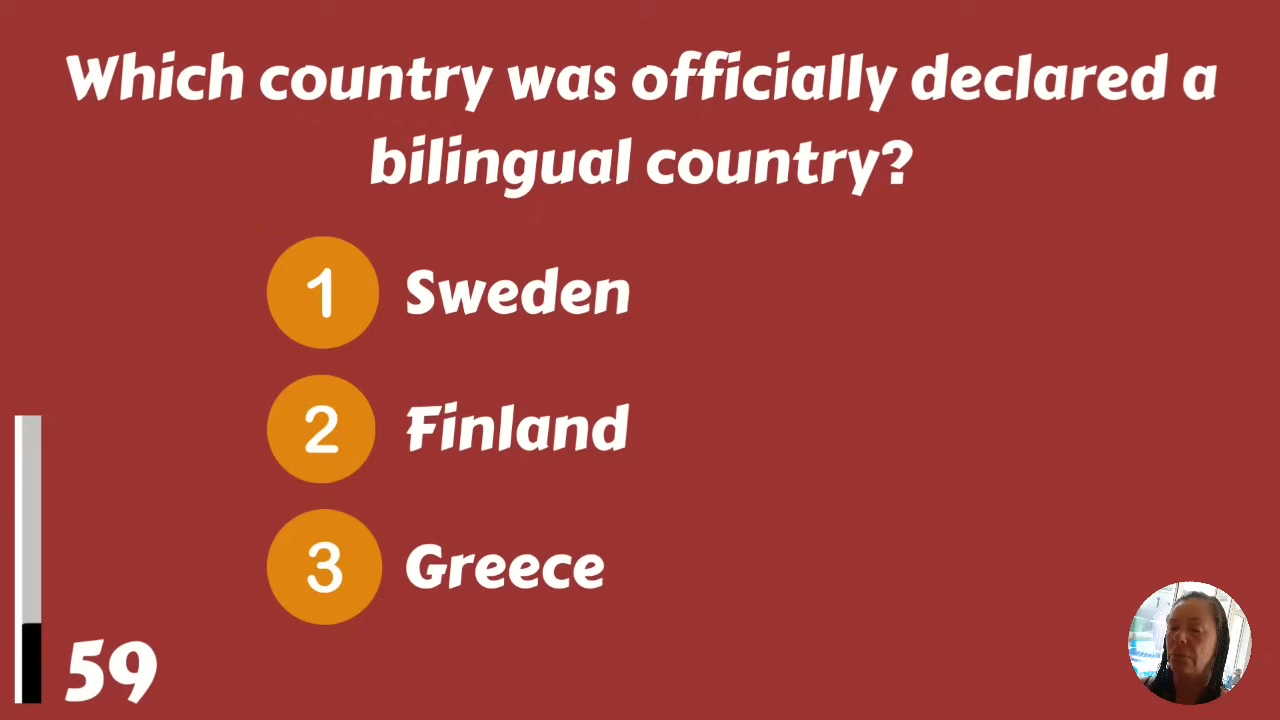 Which country was officially declared a
bilingual country?
1 Sweden
2 Finland
3 Greece
59